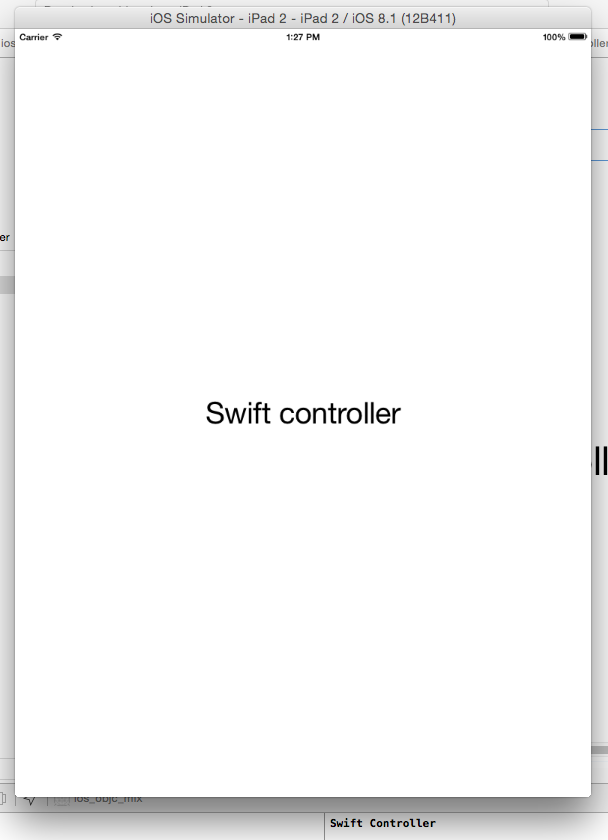 iOS Simulator - iPad 2 - iPad 2 / iOS 8.1 (12B411)
ios
Carrier 1:27 PM 100%
er
Swift controller
ios_objc_mix
Swift Controller